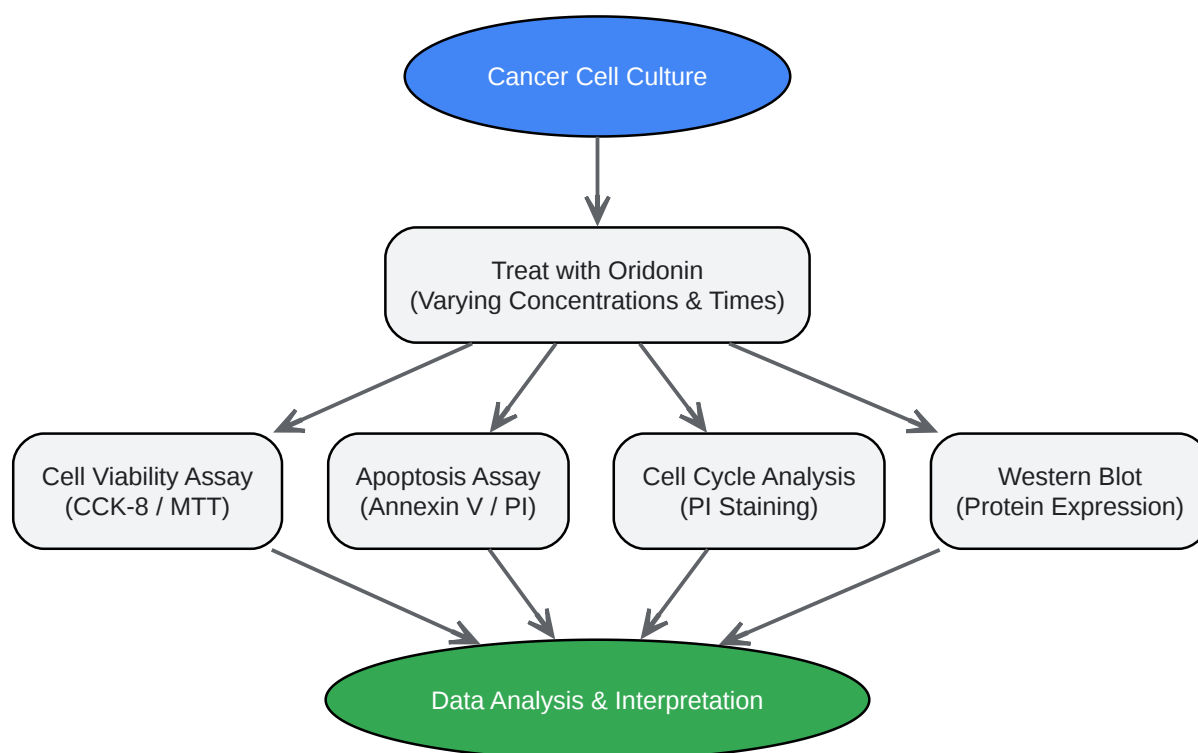 Cancer Cell Culture
Treat with Oridonin
(Varying Concentrations & Times)
Cell Viability Assay
(CCK-8 / MTT)
Apoptosis Assay
(Annexin V / PI)
Cell Cycle Analysis
(PI Staining)
Western Blot
(Protein Expression)
Data Analysis & Interpretation